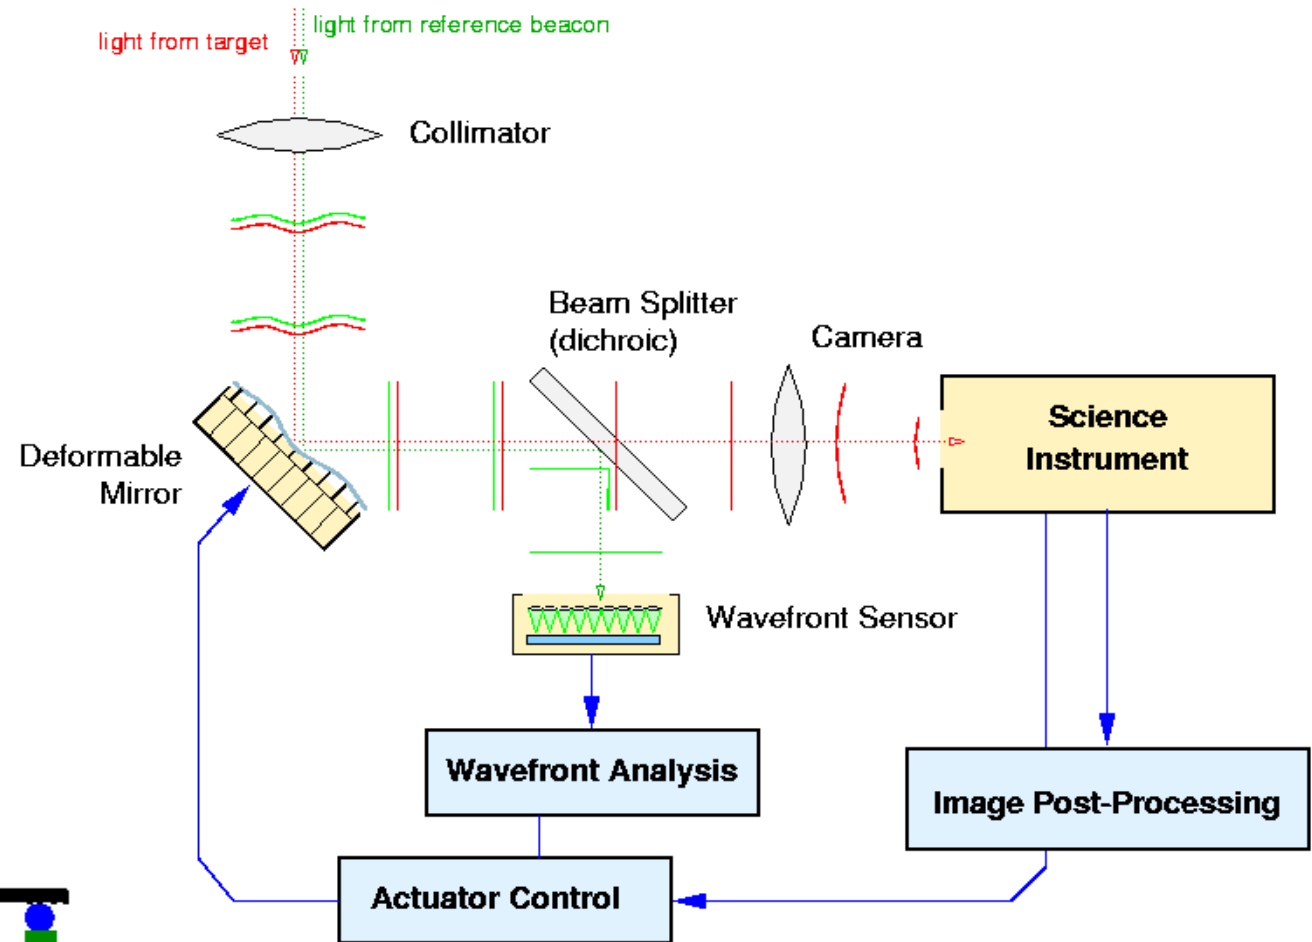 light from target
light from reference beacon
Collimator
Beam Splitter
(dichroic)
Camera
Deformable
Mirror
Science
Instrument
Wavefront Sensor
Wavefront Analysis
Image Post-Processing
Actuator Control